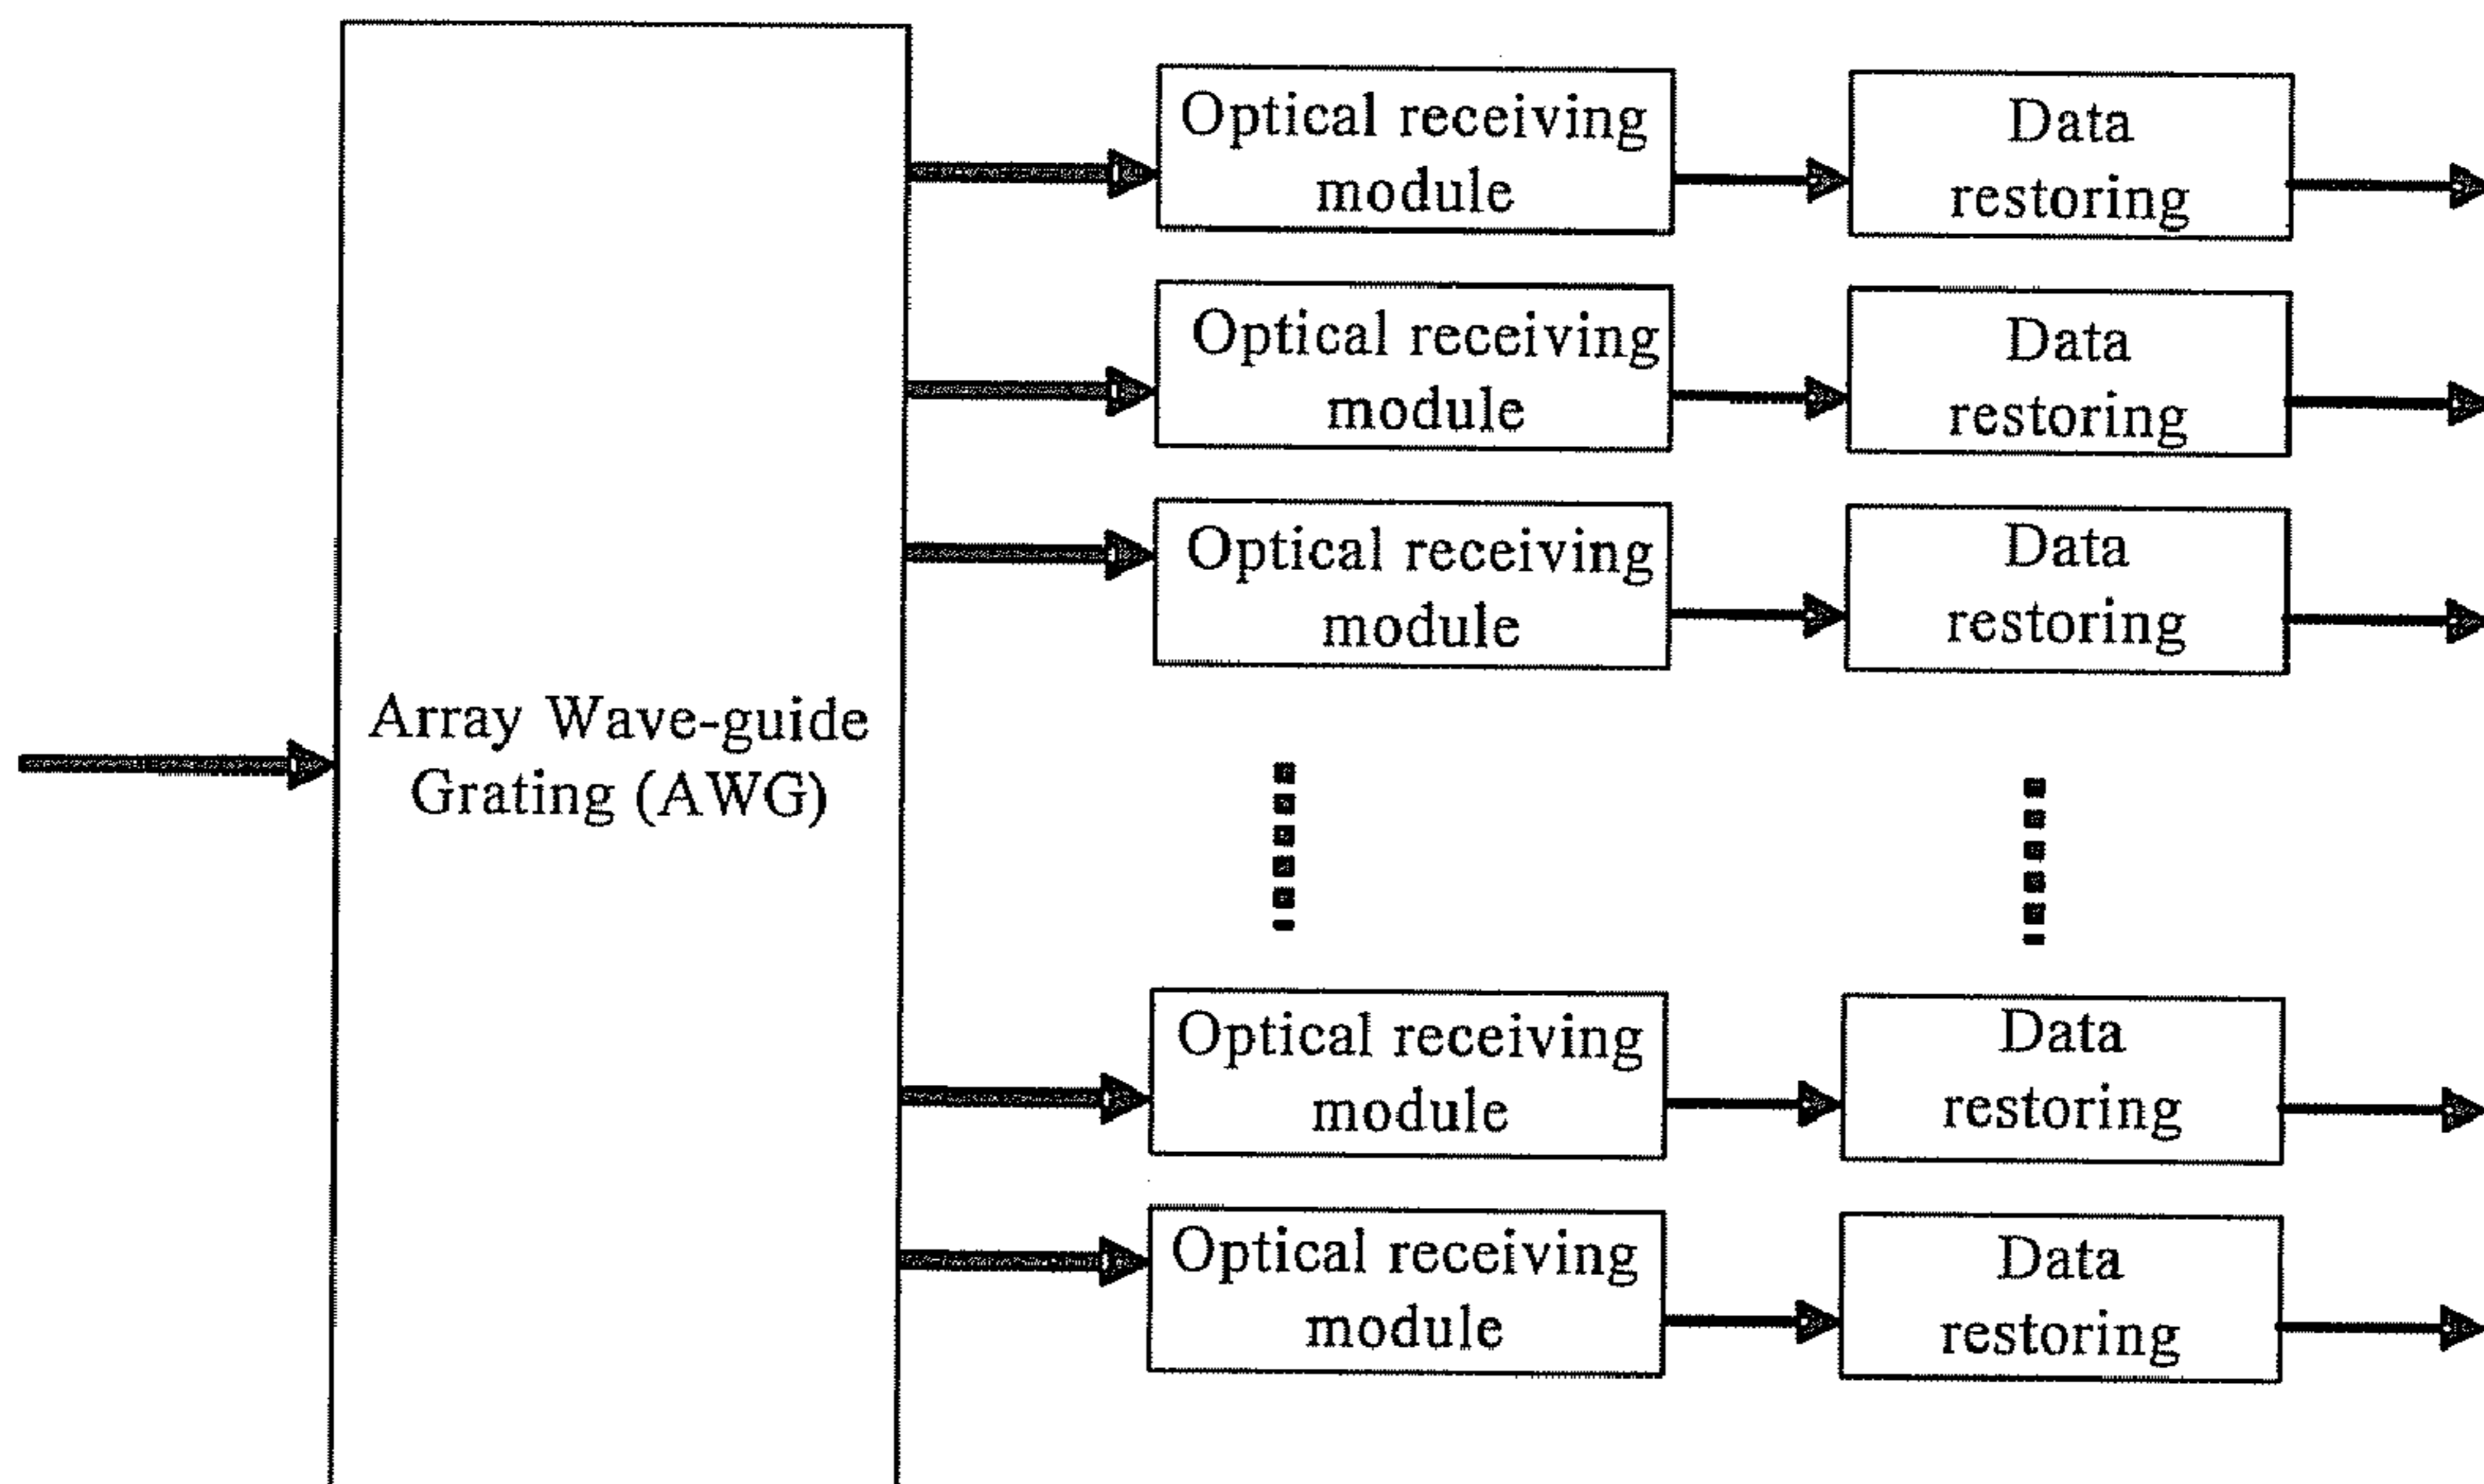 Optical receiving
module
Data
restoring
Optical receiving
module
Data
restoring
Optical receiving
module
Data
restoring
Array Wave-guide
Grating (AWG)
Optical receiving
module
Data
restoring
Optical receiving
module
Data
restoring